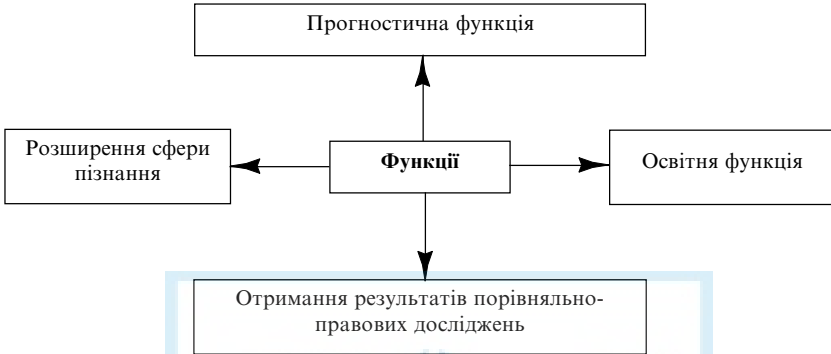 Прогностична функція
Розширення сфери
пізнання
Функції
Освітня функція
Отримання результатів порівняльно-
правових досліджень